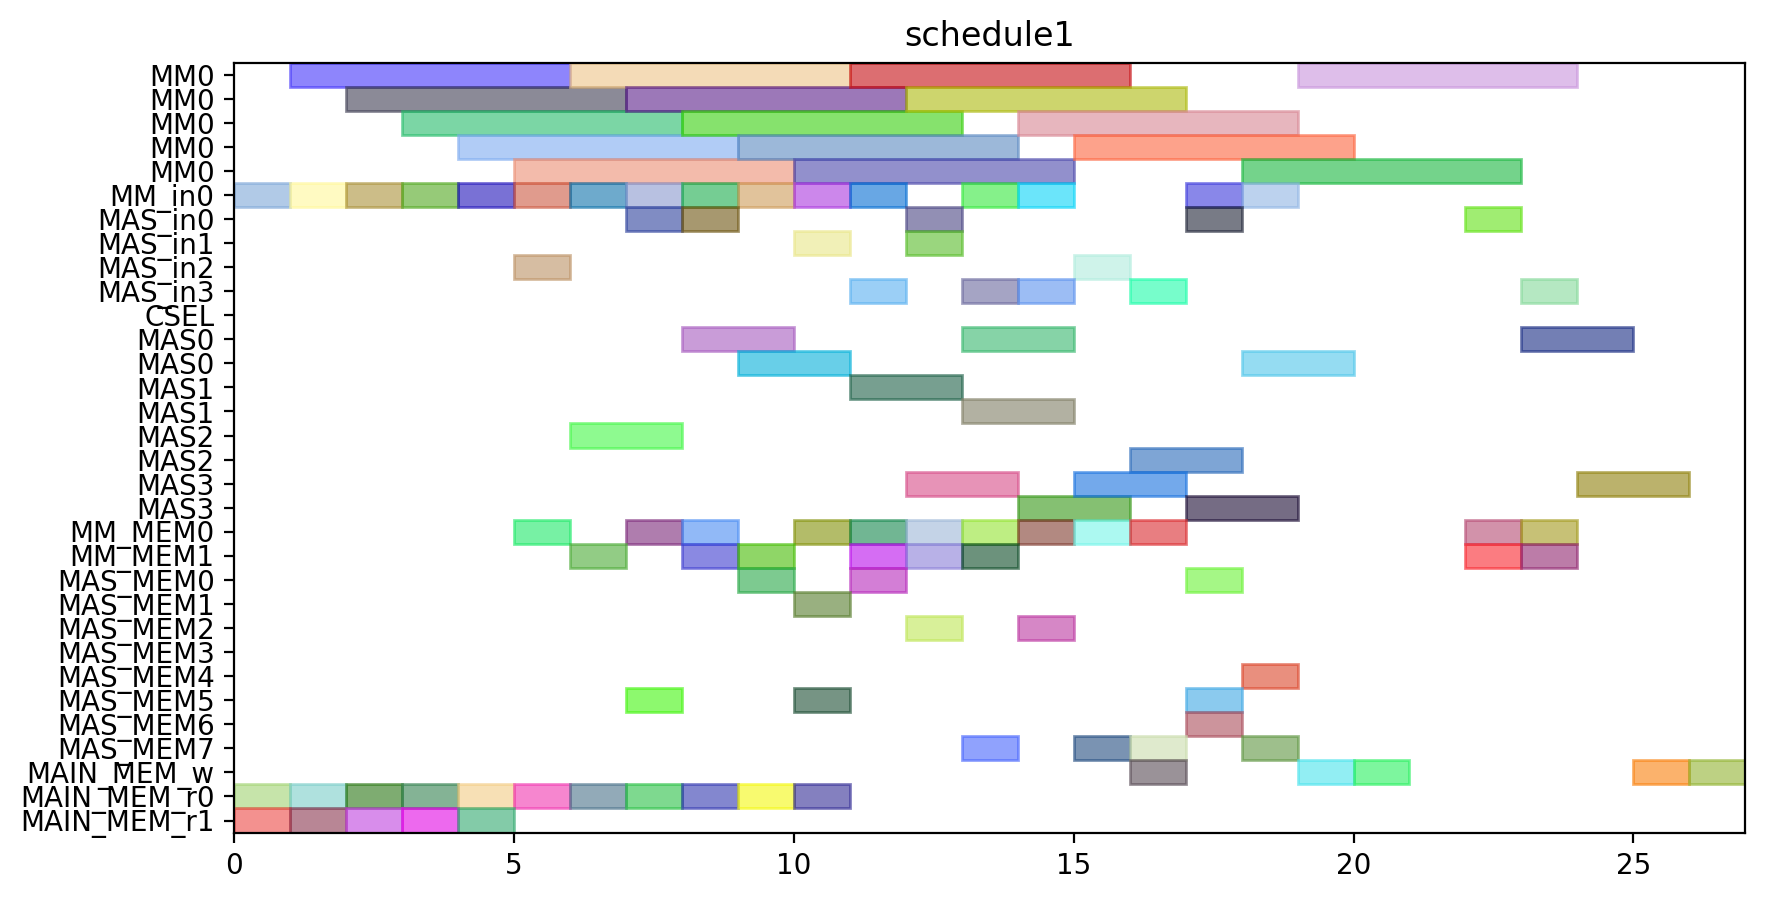 schedule1
MM0
MM0
MM0
MM0
MM0
MM_in0
MAS_in0
MAS_in1
MAS_in2
MAS_in3
CSEL
MAS0
MAS0
MAS1
MAS1
MAS2
MAS2
MAS3
MAS3
MM_MEM0
MM_MEM1
MAS_MEM0
MAS_MEM1
MAS_MEM2
MAS_MEM3
MAS_MEM4
MAS_MEM5
MAS_MEM6
MAS_MEM7
MAIN_MEM_w
MAIN_MEM_r0
MAIN_MEM_r1
0 5 10 15 20 25